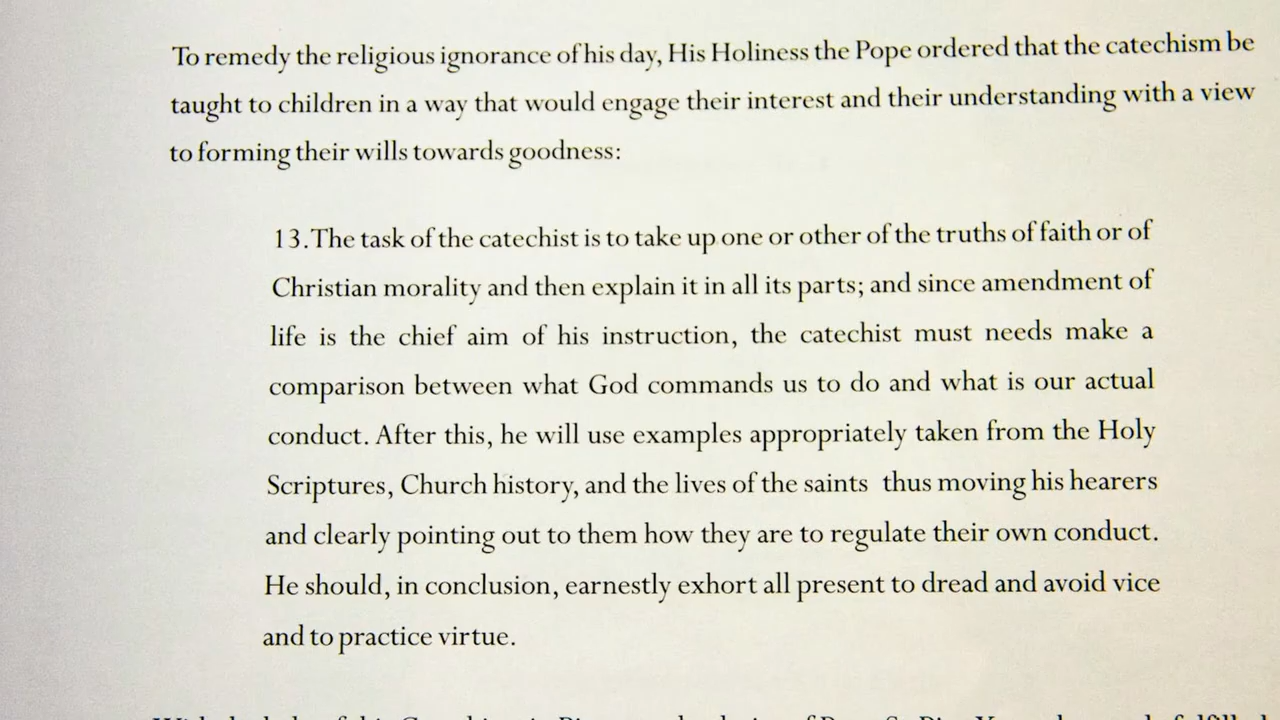 To remedy the religious ignorance of his day, His Holiness the Pope ordered that the catechism be
taught to children in a way that would engage their interest and their understanding with a view
to forming their wills towards goodness:
13.The task of the catechist is to take up one or other of the truths of faith or of
Christian morality and then explain it in all its parts; and since amendment of
life is the chief aim of his instruction, the catechist must needs make a
comparison between what God commands us to do and what is our actual
conduct. After this, he will use examples appropriately taken from the Holy
Scriptures, Church history, and the lives of the saints thus moving his hearers
and clearly pointing out to them how they are to regulate their own conduct.
He should, in conclusion, earnestly exhort all present to dread and avoid vice
and to practice virtue.